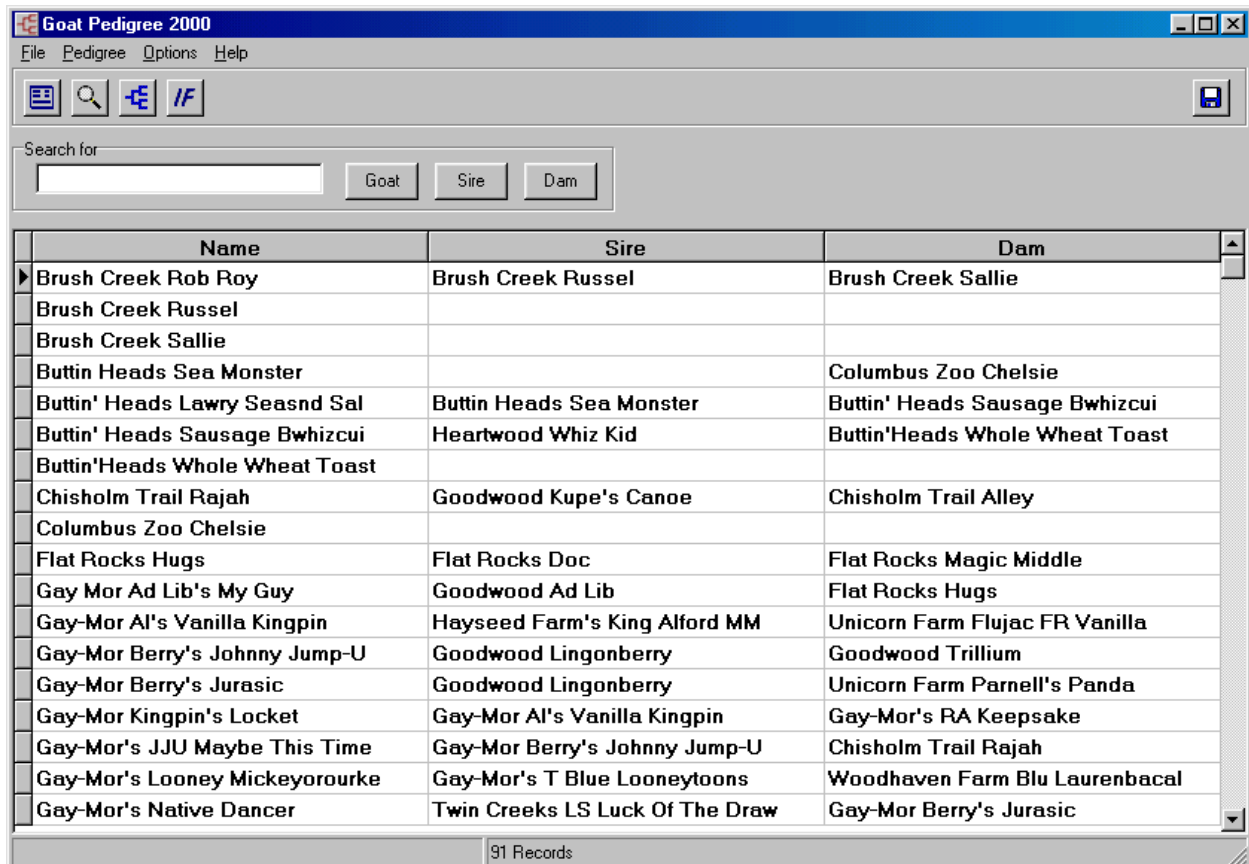 Goat Pedigree 2000
File Pedigree Options Help
IF
Search for
Goat Sire Dam
Name Sire Dam
Brush Creek Rob Roy Brush Creek Russel Brush Creek Sallie
Brush Creek Russel
Brush Creek Sallie
Buttin Heads Sea Monster Columbus Zoo Chelsie
Buttin' Heads Lawry Seasnd Sal Buttin Heads Sea Monster Buttin' Heads Sausage Bwhizcui
Buttin' Heads Sausage Bwhizcui Heartwood Whiz Kid Buttin'Heads Whole Wheat Toast
Buttin'Heads Whole Wheat Toast
Chisholm Trail Rajah Goodwood Kupe's Canoe Chisholm Trail Alley
Columbus Zoo Chelsie
Flat Rocks Hugs Flat Rocks Doc Flat Rocks Magic Middle
Gay Mor Ad Lib's My Guy Goodwood Ad Lib Flat Rocks Hugs
Gay-Mor Al's Vanilla Kingpin Hayseed Farm's King Alford MM Unicorn Farm Flujac FR Vanilla
Gay-Mor Berry's Johnny Jump-U Goodwood Lingonberry Goodwood Trillium
Gay-Mor Berry's Jurasic Goodwood Lingonberry Unicorn Farm Parnell's Panda
Gay-Mor Kingpin's Locket Gay-Mor Al's Vanilla Kingpin Gay-Mor's RA Keepsake
Gay-Mor's JJU Maybe This Time Gay-Mor Berry's Johnny Jump-U Chisholm Trail Rajah
Gay-Mor's Looney Mickeyorourke Gay-Mor's T Blue Looneytoons Woodhaven Farm Blu Laurenbacal
Gay-Mor's Native Dancer Twin Creeks LS Luck Of The Draw Gay-Mor Berry's Jurasic
91 Records